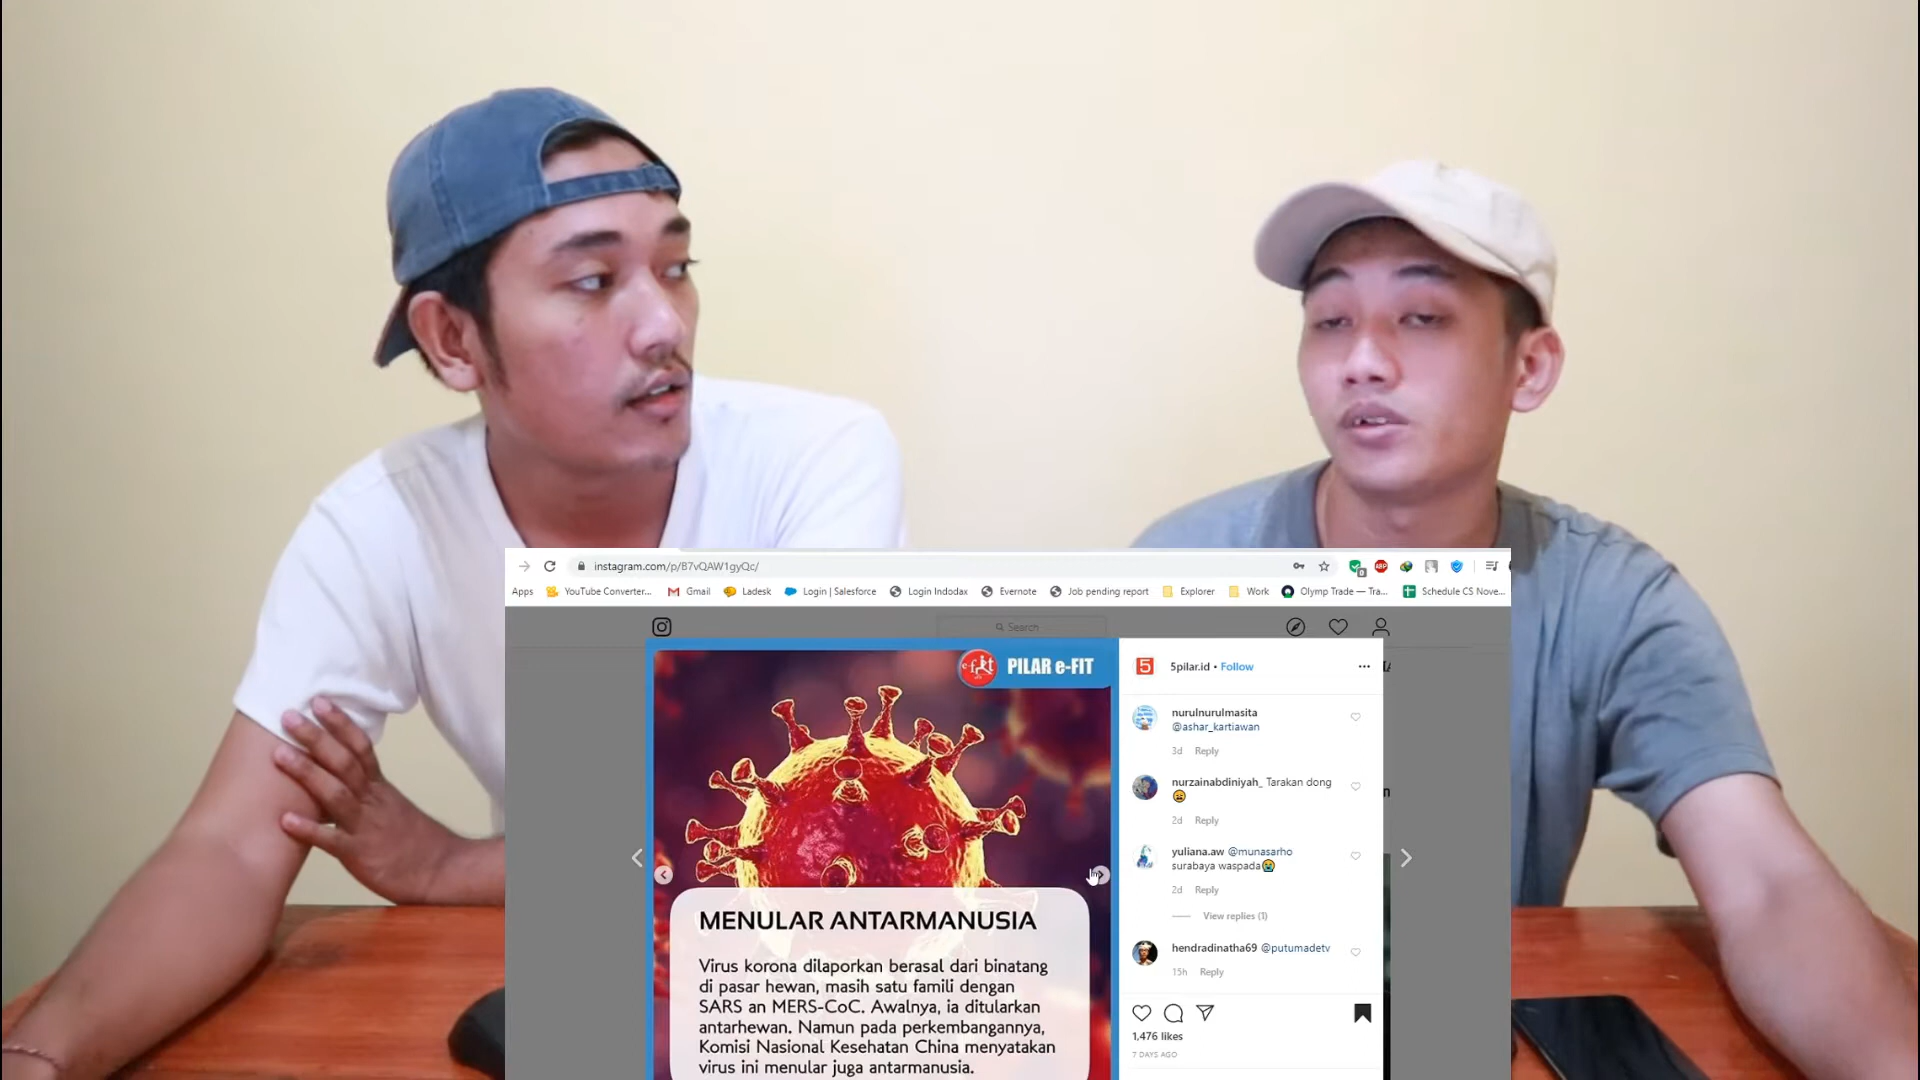 instagram.com/p/B7vQAW1gyQc/
0
ABP
Apps YouTube Converter... Gmail Ladesk Login | Salesforce Login Indodax Evernote Job pending report Explorer Work Olymp Trade — Tra... Schedule CS Nove...
Search
e-fit PILAR e-FIT
MENULAR ANTARMANUSIA
Virus korona dilaporkan berasal dari binatang
di pasar hewan, masih satu famili dengan
SARS an MERS-CoC. Awalnya, ia ditularkan
antarhewan. Namun pada perkembangannya,
Komisi Nasional Kesehatan China menyatakan
virus ini menular juga antarmanusia.
5 5pilar.id • Follow
nurulnurulmasita
@ashar_kartiawan
3d Reply
nurzainabdiniyah_ Tarakan dong
😩
2d Reply
yuliana.aw @munasarho
surabaya waspada😭
2d Reply
View replies (1)
hendradinatha69 @putumadetv
15h Reply
1,476 likes
7 DAYS AGO